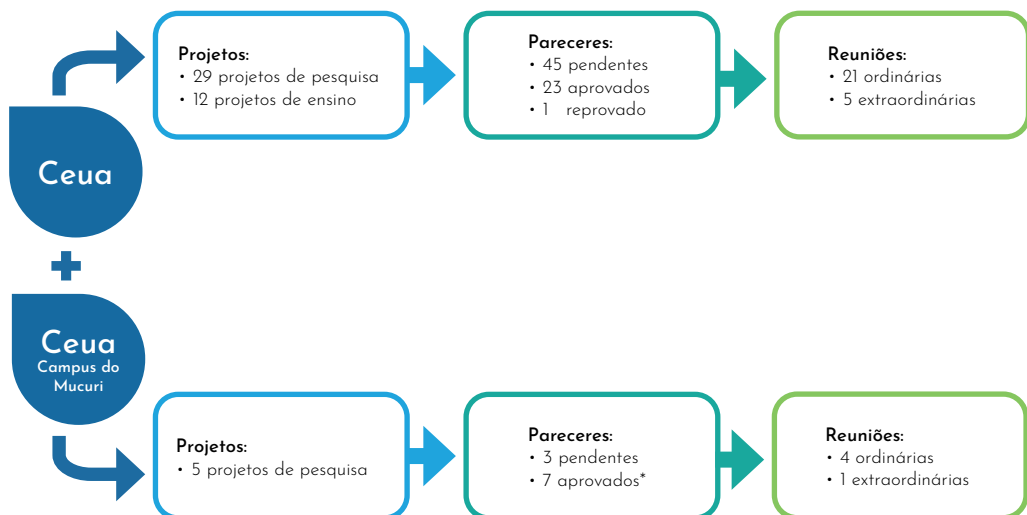 Ceua
Projetos:
• 29 projetos de pesquisa
• 12 projetos de ensino
Pareceres:
• 45 pendentes
• 23 aprovados
• 1 reprovado
Reuniões:
• 21 ordinárias
• 5 extraordinárias
+
Ceua
Campus do
Mucuri
Projetos:
• 5 projetos de pesquisa
Pareceres:
• 3 pendentes
• 7 aprovados*
Reuniões:
• 4 ordinárias
• 1 extraordinárias